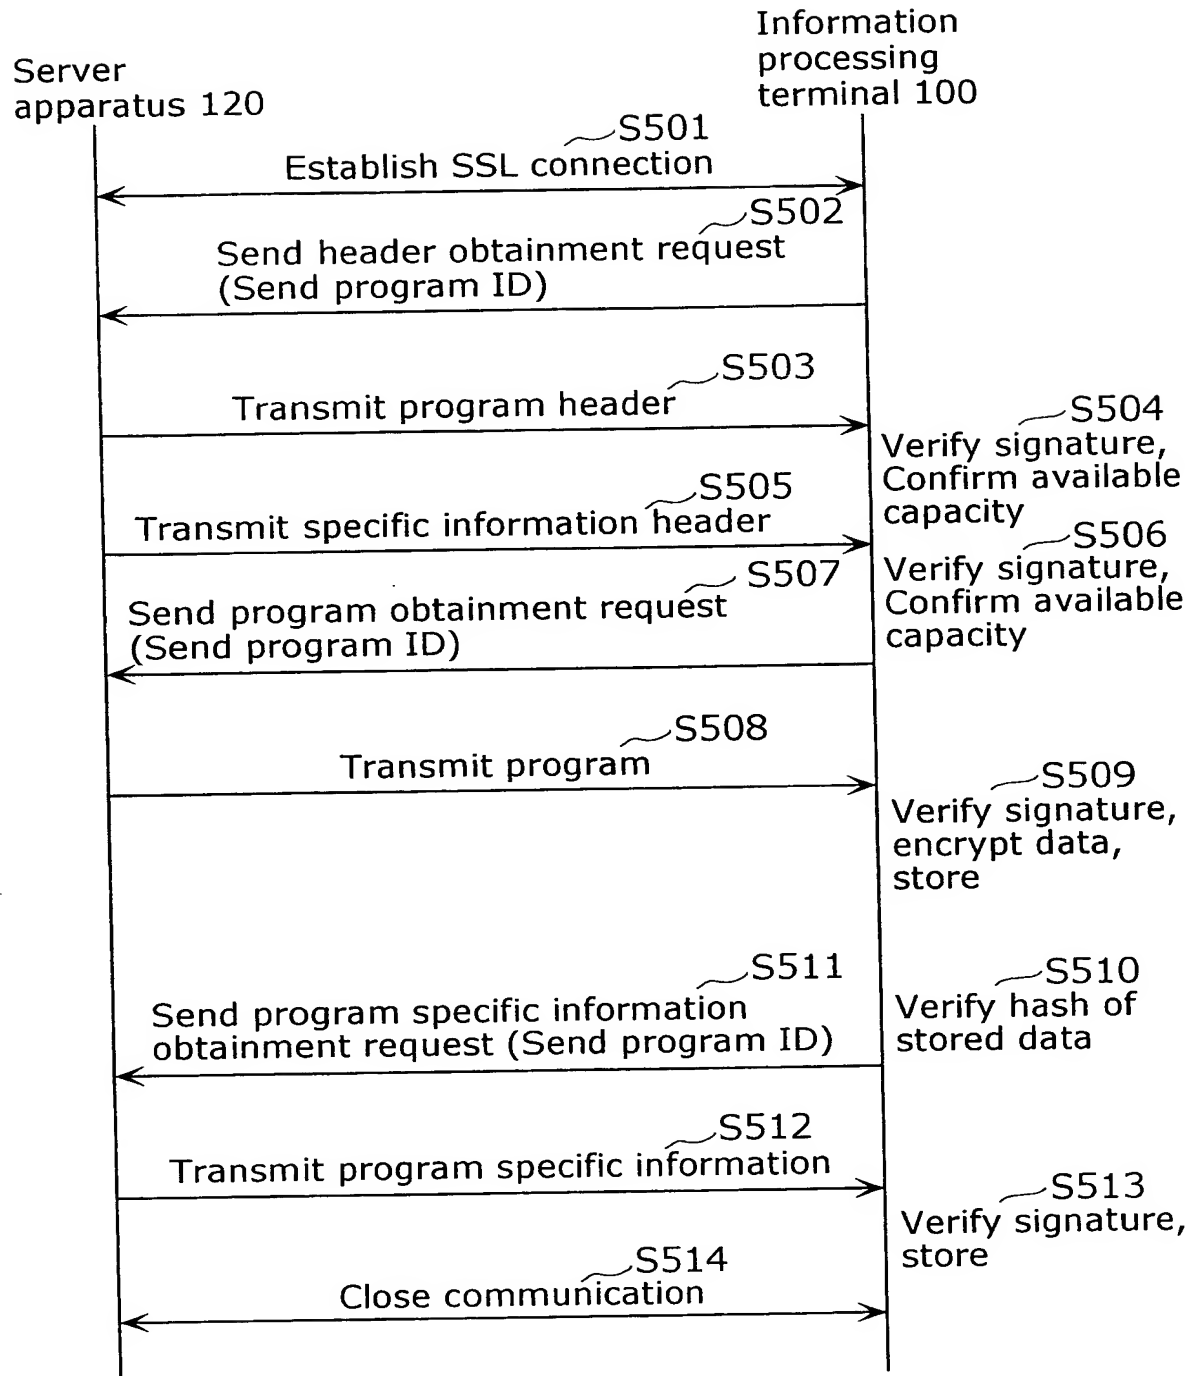 Information
processing
terminal 100
Server
apparatus 120
S501
Establish SSL connection
S502
Send header obtainment request
(Send program ID)
S503
Transmit program header
S504
Verify signature,
Confirm available
capacity
S505
Transmit specific information header
S506
Verify signature,
Confirm available
capacity
S507
Send program obtainment request
(Send program ID)
S508
Transmit program
S509
Verify signature,
encrypt data,
store
S510
Verify hash of
stored data
S511
Send program specific information
obtainment request (Send program ID)
S512
Transmit program specific information
S513
Verify signature,
store
S514
Close communication